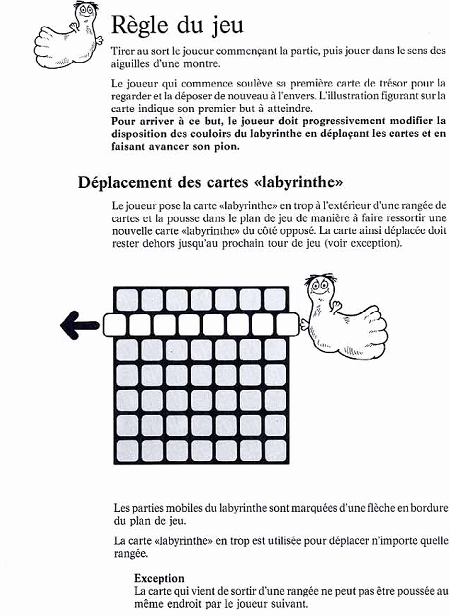 Règle du jeu
Tirer au sort le joueur commençant la partie, puis jouer dans le sens des
aiguilles d'une montre.
Le joueur qui commence soulève sa première carte de trésor pour la
regarder et la déposer de nouveau à l'envers. L'illustration figurant sur la
carte indique son premier but à atteindre.
Pour arriver à ce but, le joueur doit progressivement modifier la
disposition des couloirs du labyrinthe en déplaçant les cartes et en
faisant avancer son pion.
Déplacement des cartes «labyrinthe»
Le joueur pose la carte «labyrinthe» en trop à l'extérieur d'une rangée de
cartes et la pousse dans le plan de jeu de manière à faire ressortir une
nouvelle carte «labyrinthe» du côté opposé. La carte ainsi déplacée doit
rester dehors jusqu'au prochain tour de jeu (voir exception).
Les parties mobiles du labyrinthe sont marquées d'une flèche en bordure
du plan de jeu.
La carte «labyrinthe» en trop est utilisée pour déplacer n'importe quelle
rangée.
Exception
La carte qui vient de sortir d'une rangée ne peut pas être poussée au
même endroit par le joueur suivant.